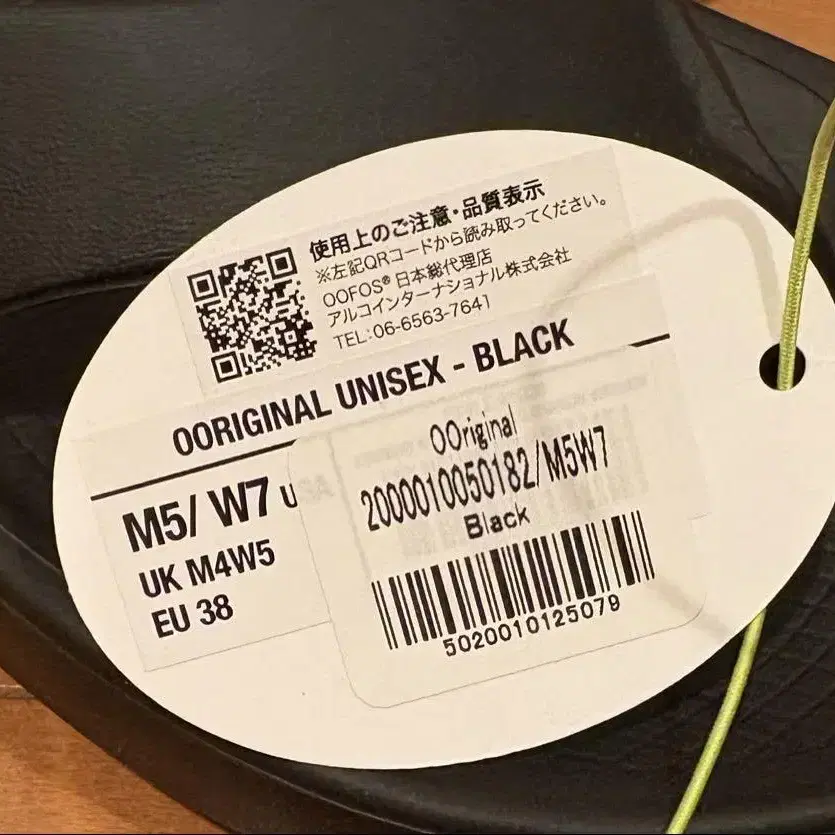 使用上のご注意・品質表示
※左記QRコードから読み取ってください。
OOFOS® 日本総代理店
アルコインターナショナル株式会社
TEL:06-6563-7641
OORIGINAL UNISEX - BLACK
M5/ W7 U
UK M4W5
EU 38
OOriginal
2000010050182/M5W7
Black
5020010125079